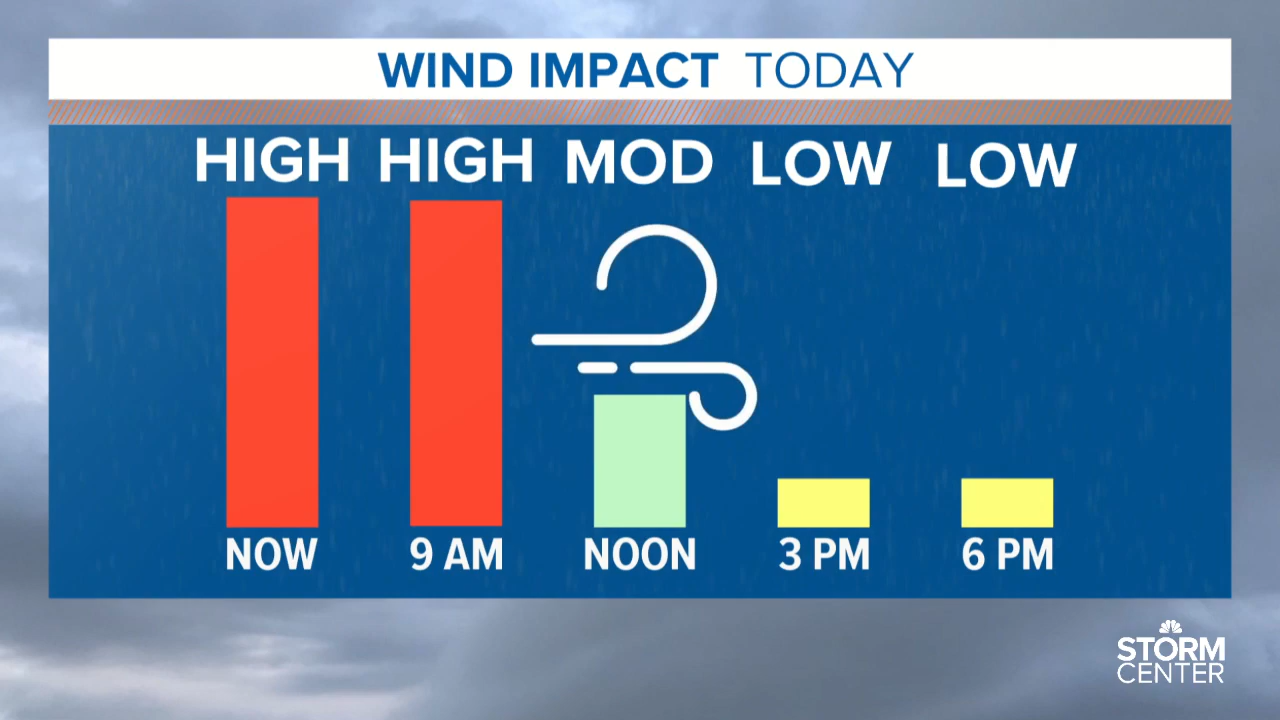 WIND IMPACT TODAY
HIGH HIGH MOD LOW LOW
NOW 9 AM NOON 3 PM 6 PM
STORM
CENTER